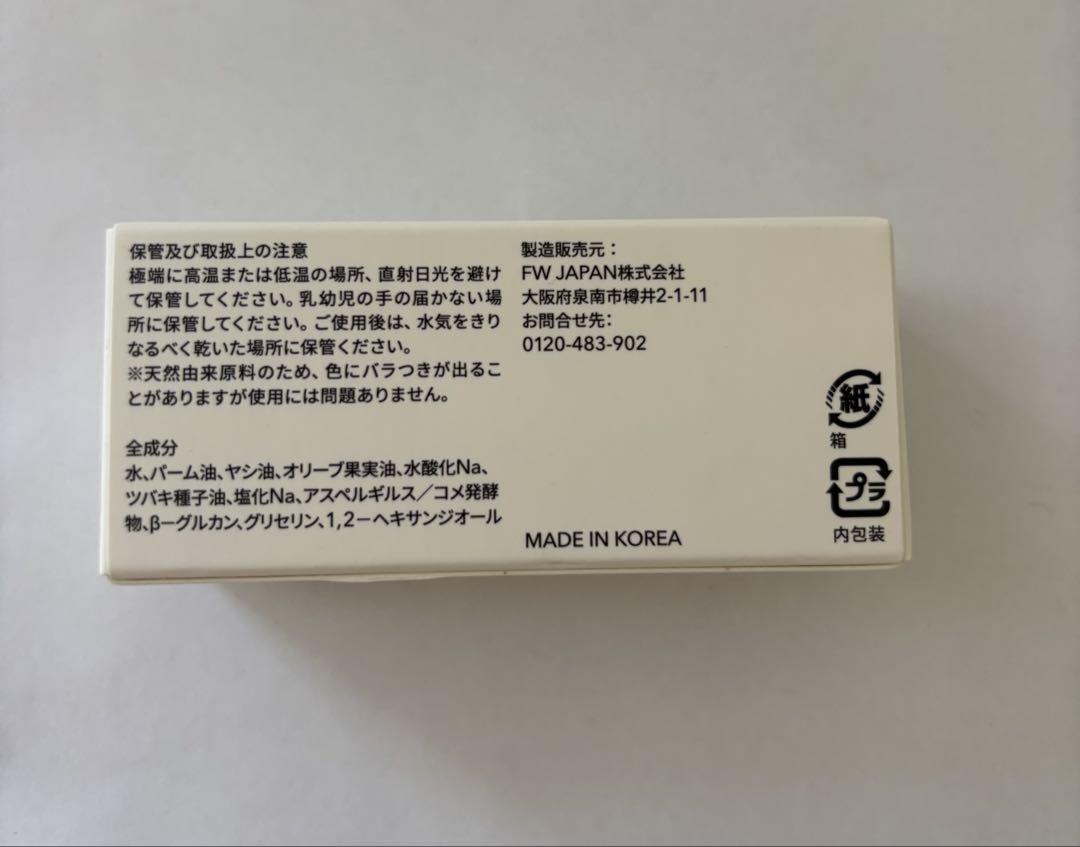 保管及び取扱上の注意
極端に高温または低温の場所、直射日光を避け
て保管してください。乳幼児の手の届かない場
所に保管してください。ご使用後は、水気をきり
なるべく乾いた場所に保管ください。
※天然由来原料のため、色にバラつきが出るこ
とがありますが使用には問題ありません。
全成分
水、パーム油、ヤシ油、オリーブ果実油、水酸化Na、
ツバキ種子油、塩化Na、アスペルギルス／コメ発酵
物、β－グルカン、グリセリン、1,2－ヘキサンジオール
製造販売元：
FW JAPAN株式会社
大阪府泉南市樽井2-1-11
お問合せ先：
0120-483-902
MADE IN KOREA
紙
箱
プラ
内包装